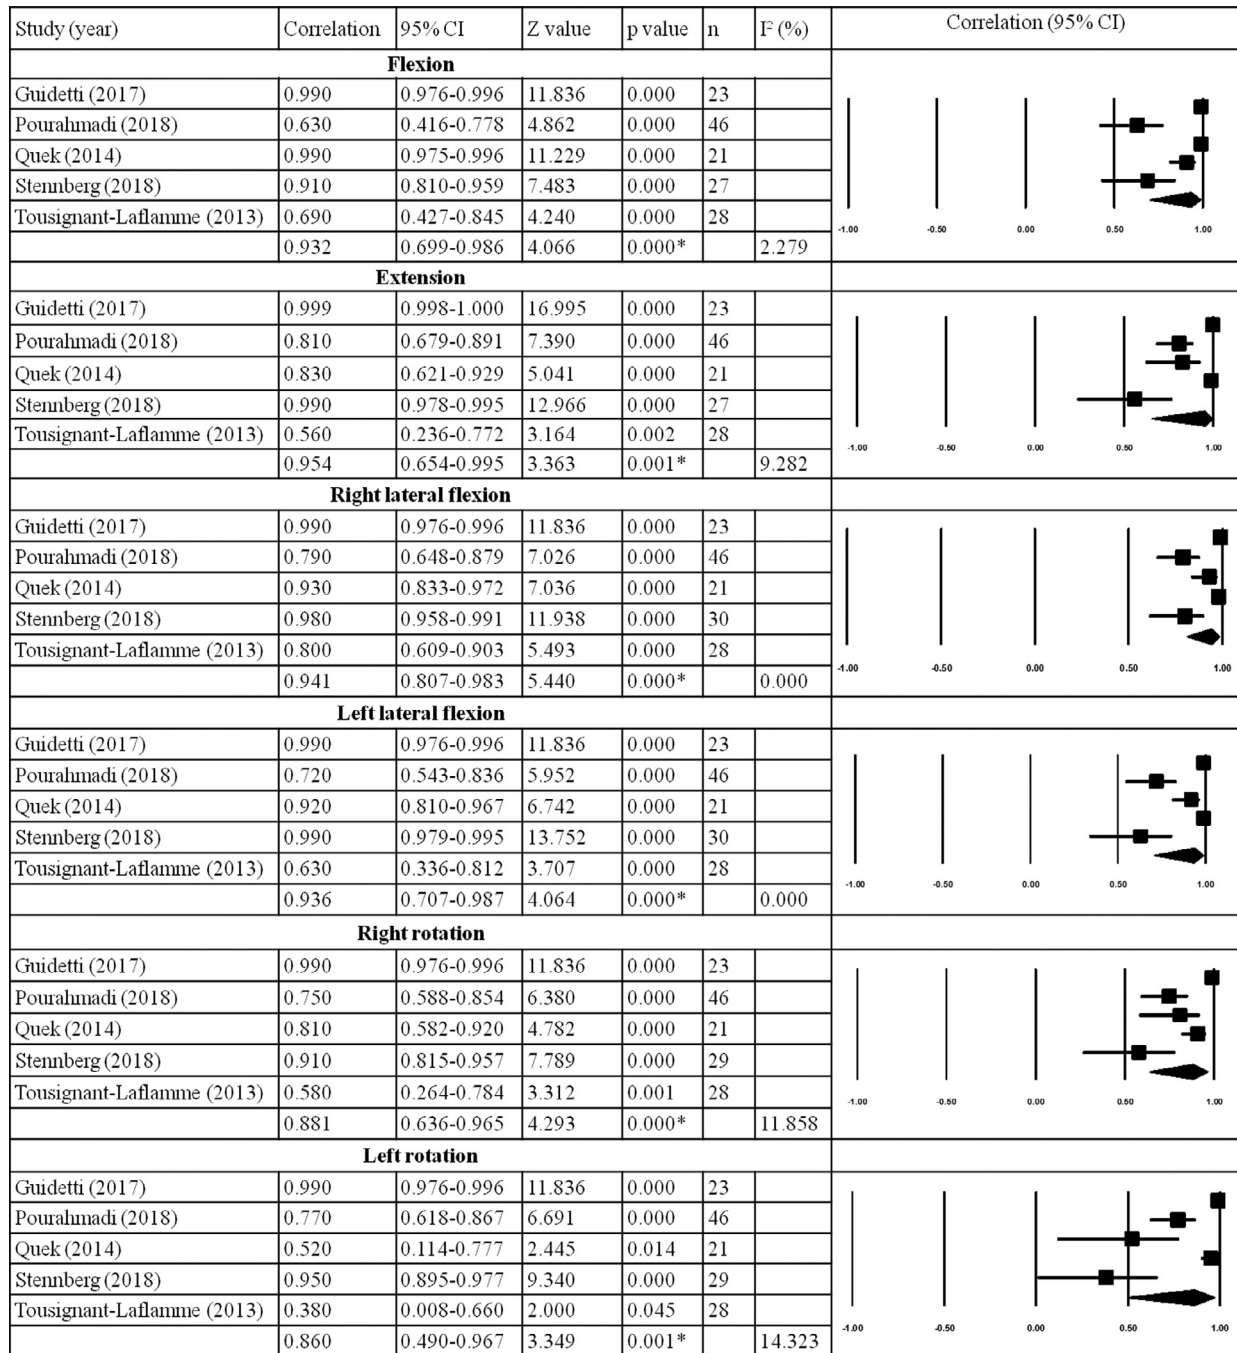 Study (year) Correlation 95% CI Z value p value n I² (%) Correlation (95% CI)
Flexion
Guidetti (2017) 0.990 0.976-0.996 11.836 0.000 23
Pourahmadi (2018) 0.630 0.416-0.778 4.862 0.000 46
Quek (2014) 0.990 0.975-0.996 11.229 0.000 21
Stennberg (2018) 0.910 0.810-0.959 7.483 0.000 27
Tousignant-Laflamme (2013) 0.690 0.427-0.845 4.240 0.000 28
-1.00 -0.50 0.00 0.50 1.00
0.932 0.699-0.986 4.066 0.000* 2.279
Extension
Guidetti (2017) 0.999 0.998-1.000 16.995 0.000 23
Pourahmadi (2018) 0.810 0.679-0.891 7.390 0.000 46
Quek (2014) 0.830 0.621-0.929 5.041 0.000 21
Stennberg (2018) 0.990 0.978-0.995 12.966 0.000 27
Tousignant-Laflamme (2013) 0.560 0.236-0.772 3.164 0.002 28
-1.00 -0.50 0.00 0.50 1.00
0.954 0.654-0.995 3.363 0.001* 9.282
Right lateral flexion
Guidetti (2017) 0.990 0.976-0.996 11.836 0.000 23
Pourahmadi (2018) 0.790 0.648-0.879 7.026 0.000 46
Quek (2014) 0.930 0.833-0.972 7.036 0.000 21
Stennberg (2018) 0.980 0.958-0.991 11.938 0.000 30
Tousignant-Laflamme (2013) 0.800 0.609-0.903 5.493 0.000 28
-1.00 -0.50 0.00 0.50 1.00
0.941 0.807-0.983 5.440 0.000* 0.000
Left lateral flexion
Guidetti (2017) 0.990 0.976-0.996 11.836 0.000 23
Pourahmadi (2018) 0.720 0.543-0.836 5.952 0.000 46
Quek (2014) 0.920 0.810-0.967 6.742 0.000 21
Stennberg (2018) 0.990 0.979-0.995 13.752 0.000 30
Tousignant-Laflamme (2013) 0.630 0.336-0.812 3.707 0.000 28
-1.00 -0.50 0.00 0.50 1.00
0.936 0.707-0.987 4.064 0.000* 0.000
Right rotation
Guidetti (2017) 0.990 0.976-0.996 11.836 0.000 23
Pourahmadi (2018) 0.750 0.588-0.854 6.380 0.000 46
Quek (2014) 0.810 0.582-0.920 4.782 0.000 21
Stennberg (2018) 0.910 0.815-0.957 7.789 0.000 29
Tousignant-Laflamme (2013) 0.580 0.264-0.784 3.312 0.001 28
-1.00 -0.50 0.00 0.50 1.00
0.881 0.636-0.965 4.293 0.000* 11.858
Left rotation
Guidetti (2017) 0.990 0.976-0.996 11.836 0.000 23
Pourahmadi (2018) 0.770 0.618-0.867 6.691 0.000 46
Quek (2014) 0.520 0.114-0.777 2.445 0.014 21
Stennberg (2018) 0.950 0.895-0.977 9.340 0.000 29
Tousignant-Laflamme (2013) 0.380 0.008-0.660 2.000 0.045 28
-1.00 -0.50 0.00 0.50 1.00
0.860 0.490-0.967 3.349 0.001* 14.323